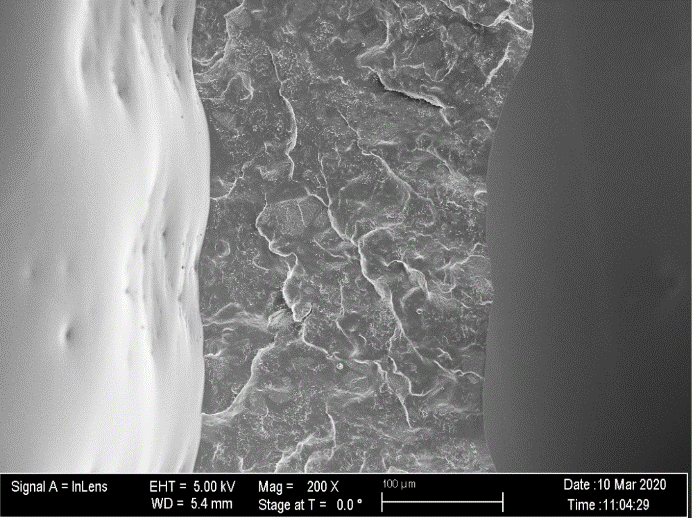 Signal A = InLens EHT = 5.00 kV Mag = 200 X 100 µm Date :10 Mar 2020
WD = 5.4 mm Stage at T = 0.0 ° Time :11:04:29